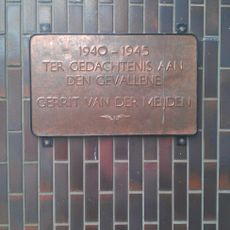 1940-1945
TER GEDACHTENIS AAN
DEN GEVALLENE
GERRIT VAN DER MEIJDEN